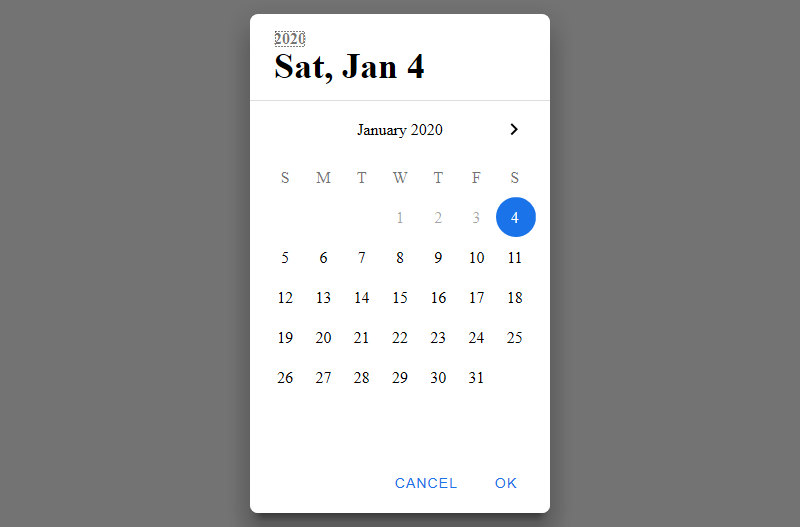 2020
Sat, Jan 4
January 2020
S M T W T F S
1 2 3 4
5 6 7 8 9 10 11
12 13 14 15 16 17 18
19 20 21 22 23 24 25
26 27 28 29 30 31
CANCEL OK